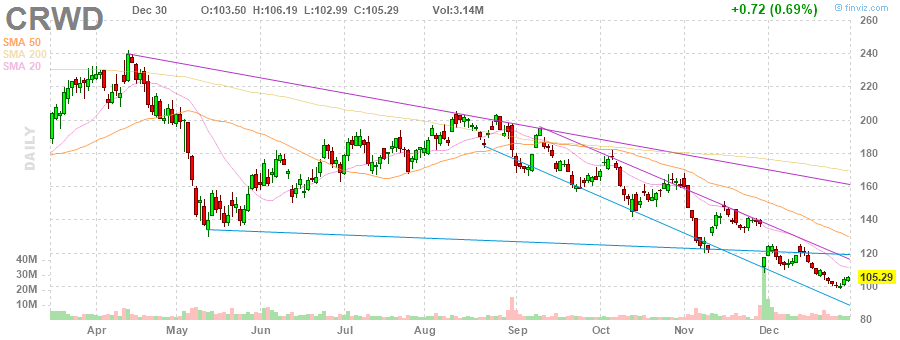 CRWD Dec 30 O:103.50 H:106.19 L:102.99 C:105.29 Vol:3.14M +0.72 (0.69%) © finviz.com
SMA 50
SMA 200
SMA 20
DAILY
260
240
220
200
180
160
140
120
105.29
100
80
40M
30M
20M
10M
Apr May Jun Jul Aug Sep Oct Nov Dec